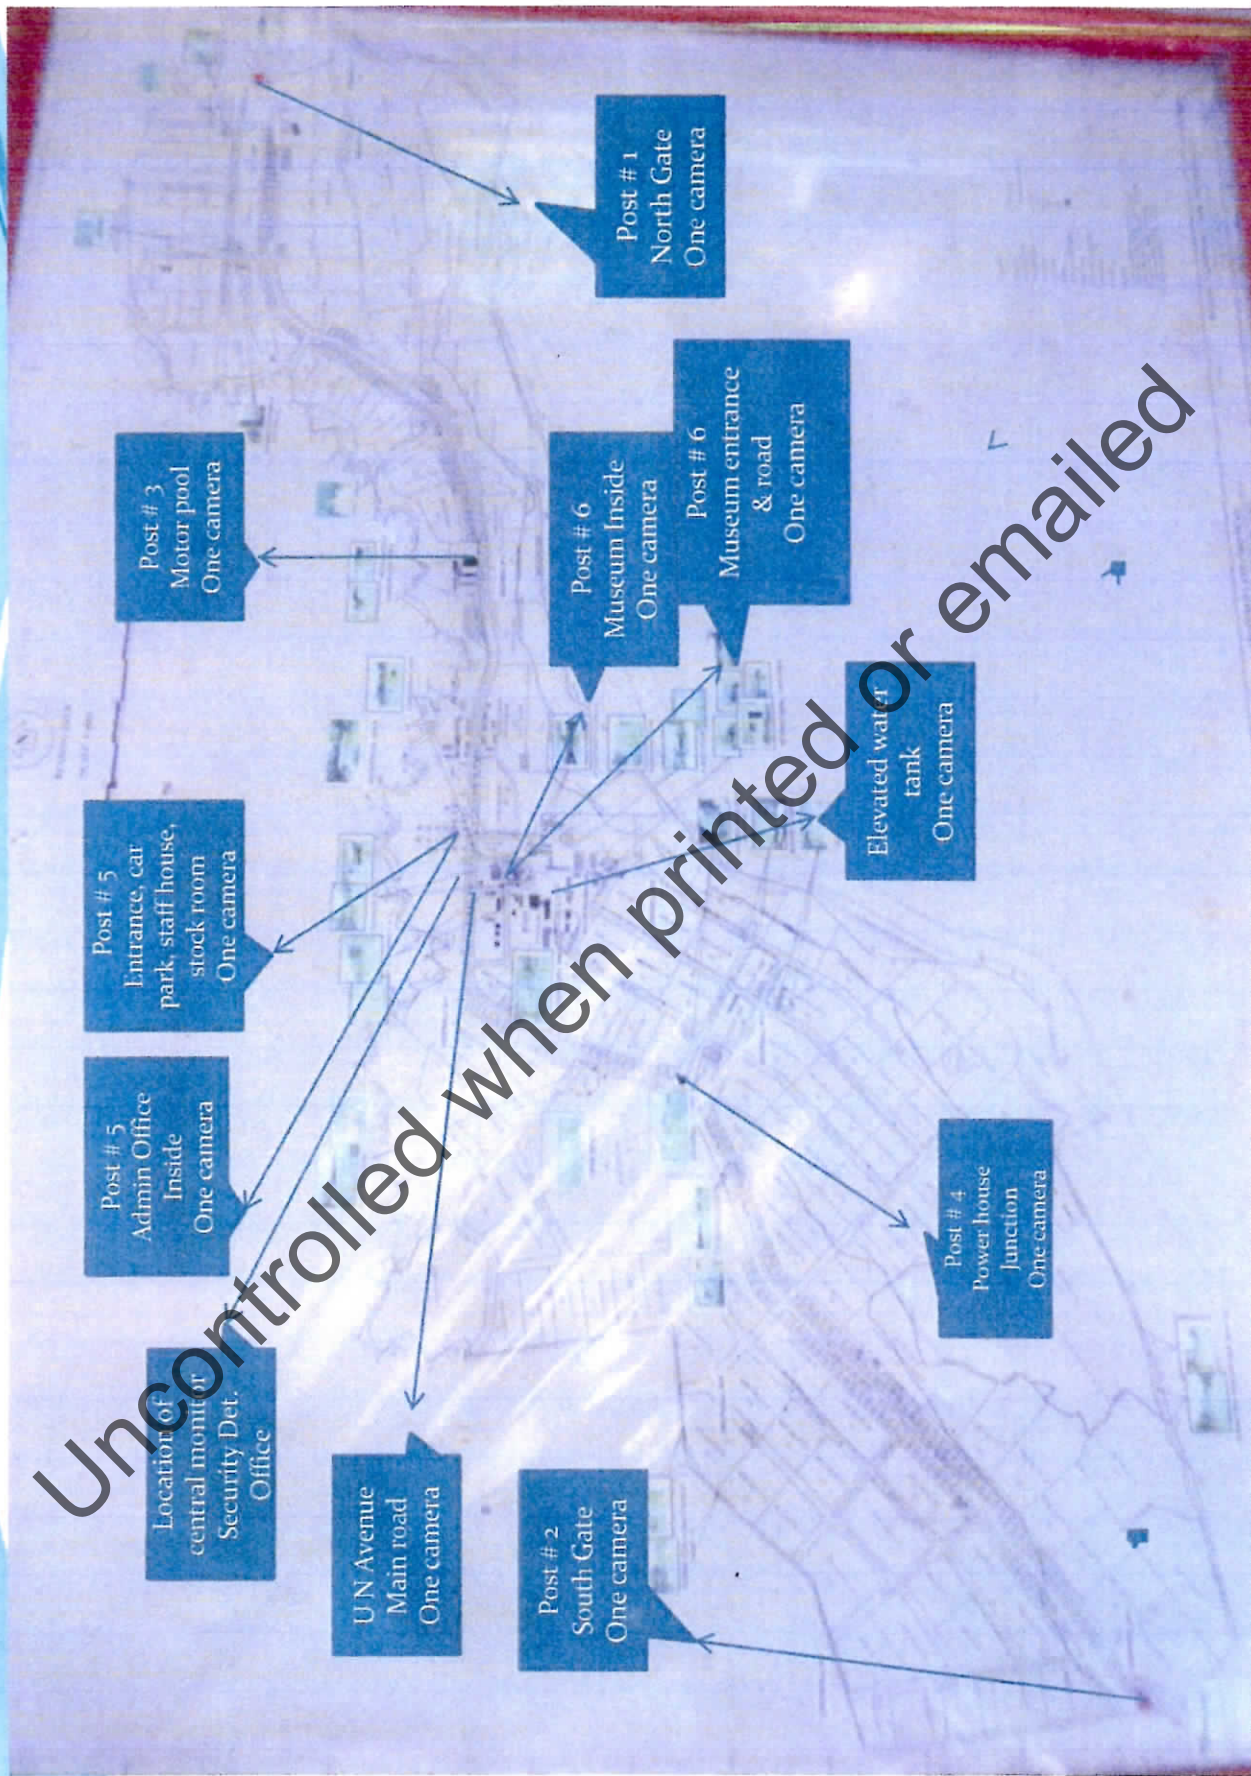 Post # 5
Admin Office
Inside
One camera
Post # 5
Entrance, car
park, staff house,
stock room
One camera
Post # 3
Motor pool
One camera
Location of
central monitor
Security Det.
Office
U N Avenue
Main road
One camera
Post # 2
South Gate
One camera
Post # 6
Museum Inside
One camera
Post # 1
North Gate
One camera
Post # 6
Museum entrance
& road
One camera
Elevated water
tank
One camera
Post # 4
Power house
Junction
One camera
Uncontrolled when printed or emailed